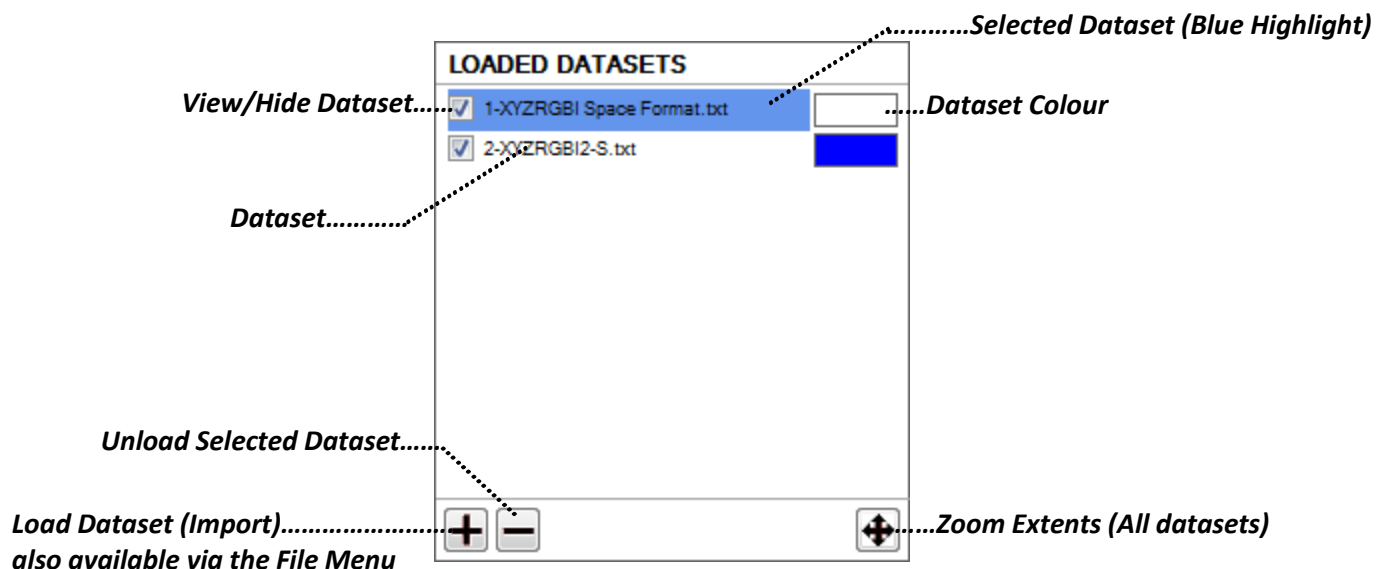 ............Selected Dataset (Blue Highlight)
LOADED DATASETS
View/Hide Dataset......
1-XYZRGBI Space Format.txt
......Dataset Colour
2-XYZRGBI2-S.txt
Dataset............
Unload Selected Dataset......
Load Dataset (Import)......................
also available via the File Menu
......Zoom Extents (All datasets)